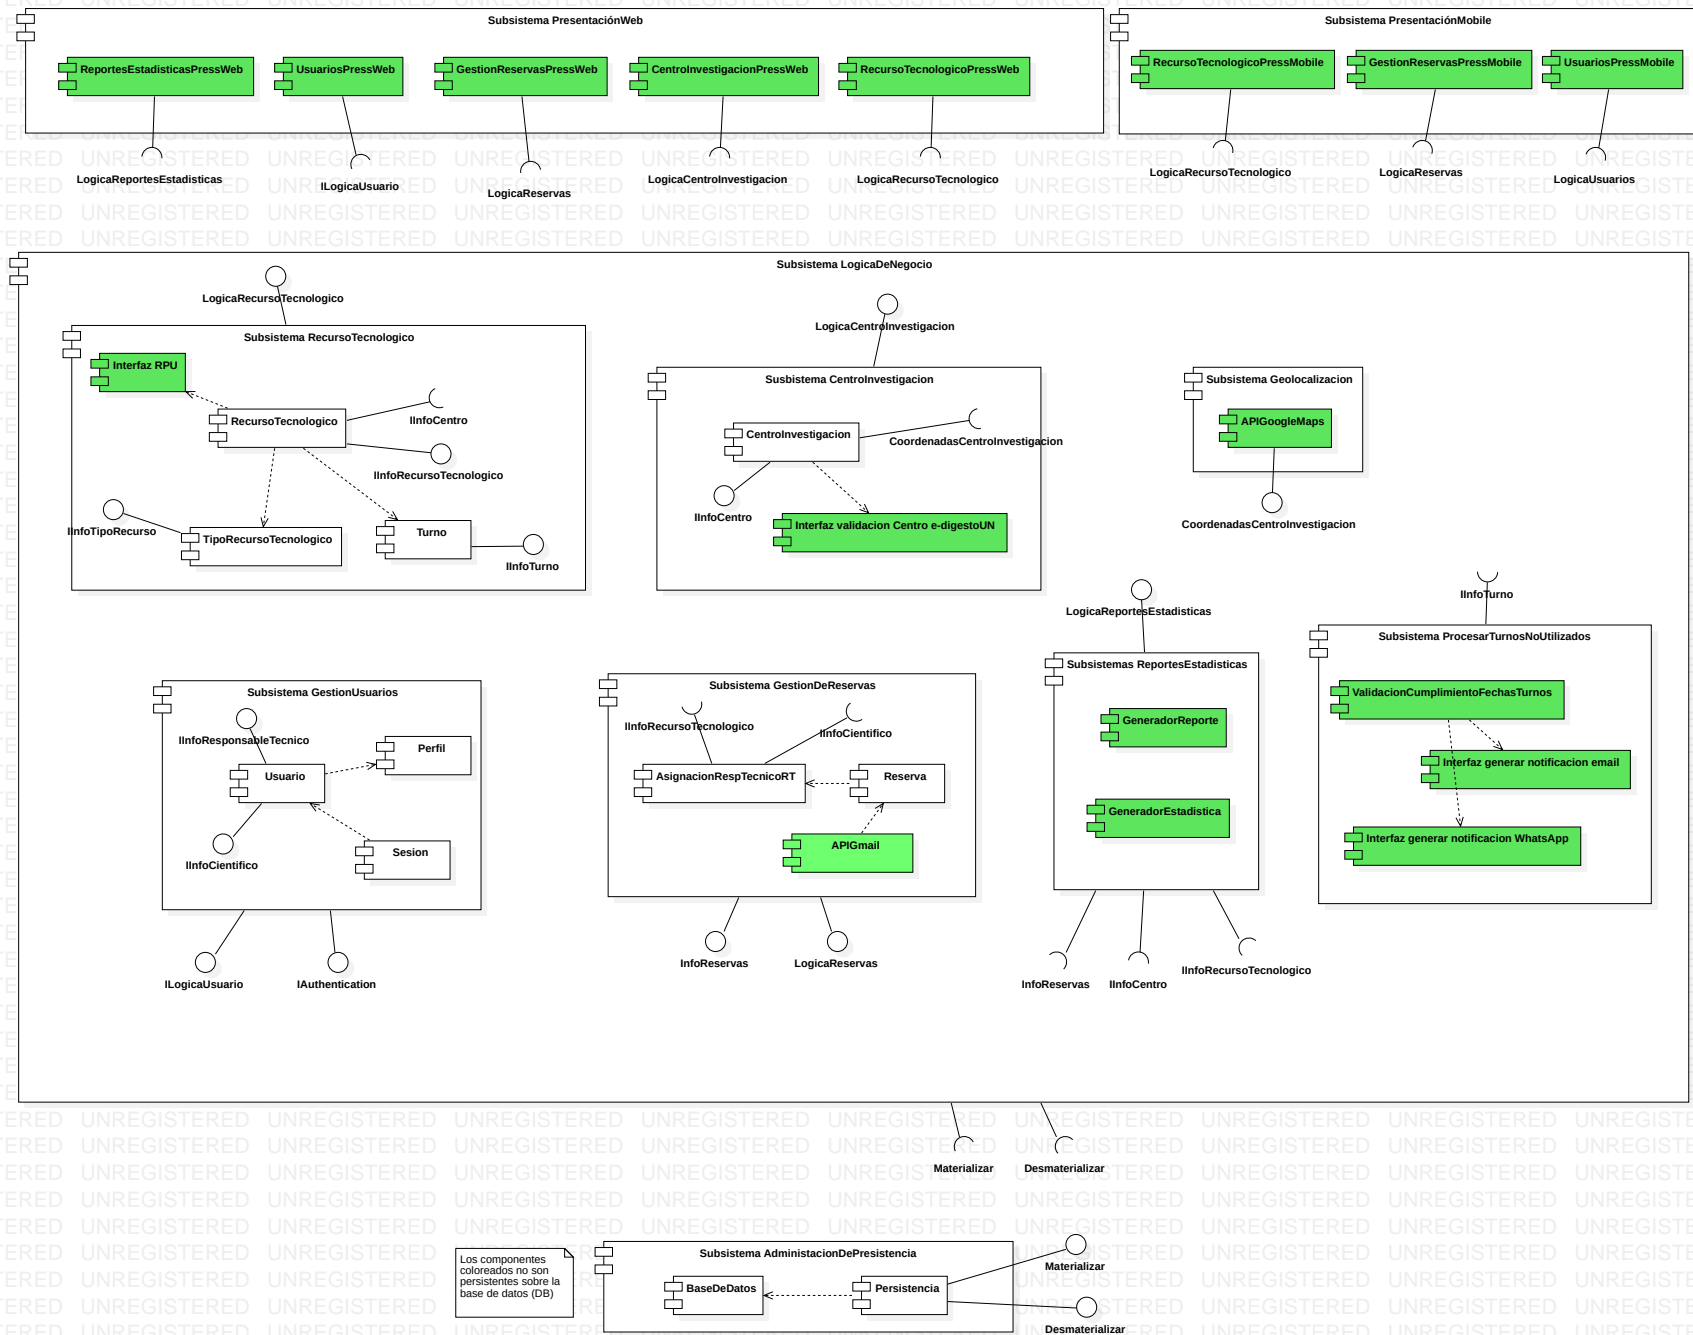 Subsistema PresentaciónWeb
ReportesEstadisticasPressWeb
UsuariosPressWeb
GestionReservasPressWeb
CentroInvestigacionPressWeb
RecursoTecnologicoPressWeb
LogicaReportesEstadisticas
ILogicaUsuario
LogicaReservas
LogicaCentroInvestigacion
LogicaRecursoTecnologico
Subsistema PresentaciónMobile
RecursoTecnologicoPressMobile
GestionReservasPressMobile
UsuariosPressMobile
LogicaRecursoTecnologico
LogicaReservas
LogicaUsuarios
Subsistema LogicaDeNegocio
LogicaRecursoTecnologico
Subsistema RecursoTecnologico
Interfaz RPU
RecursoTecnologico
IInfoCentro
IInfoRecursoTecnologico
IInfoTipoRecurso
TipoRecursoTecnologico
Turno
IInfoTurno
LogicaCentroInvestigacion
Susbistema CentroInvestigacion
CentroInvestigacion
CoordenadasCentroInvestigacion
IInfoCentro
Interfaz validacion Centro e-digestoUN
Subsistema Geolocalizacion
APIGoogleMaps
CoordenadasCentroInvestigacion
Subsistema GestionUsuarios
IInfoResponsableTecnico
Perfil
Usuario
IInfoCientifico
Sesion
ILogicaUsuario
IAuthentication
Subsistema GestionDeReservas
IInfoRecursoTecnologico
IInfoCientifico
AsignacionRespTecnicoRT
Reserva
APIGmail
InfoReservas
LogicaReservas
LogicaReportesEstadisticas
Subsistemas ReportesEstadisticas
GeneradorReporte
GeneradorEstadistica
InfoReservas
IInfoCentro
IInfoRecursoTecnologico
IInfoTurno
Subsistema ProcesarTurnosNoUtilizados
ValidacionCumplimientoFechasTurnos
Interfaz generar notificacion email
Interfaz generar notificacion WhatsApp
Materializar
Desmaterializar
Los componentes
coloreados no son
persistentes sobre la
base de datos (DB)
Subsistema AdministacionDePresistencia
BaseDeDatos
Persistencia
Materializar
Desmaterializar